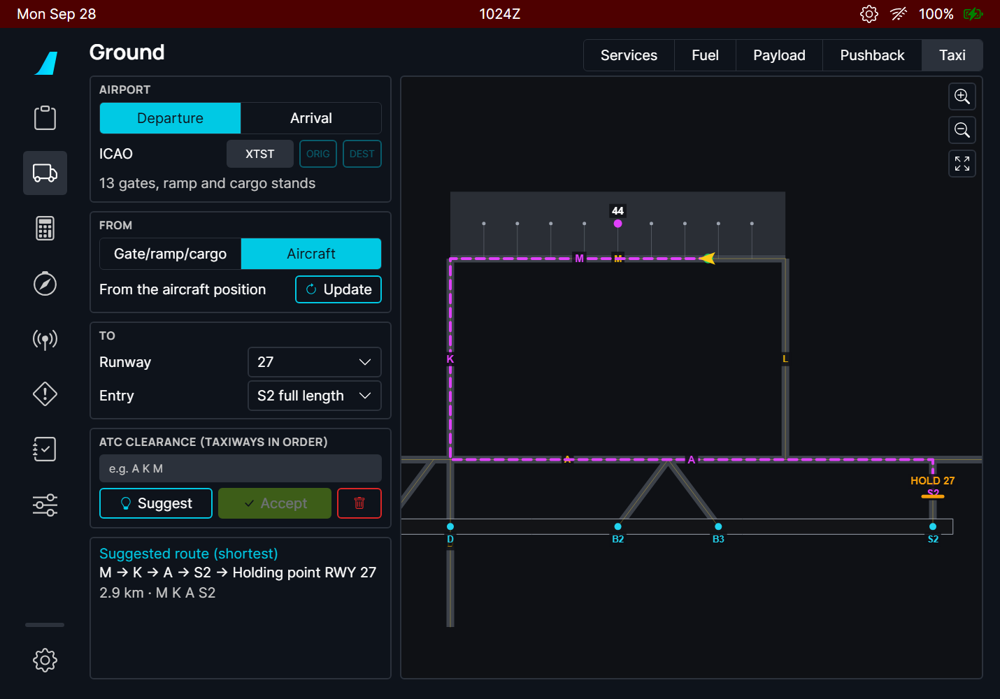 Mon Sep 28
1024Z
100%
Ground
Services
Fuel
Payload
Pushback
Taxi
AIRPORT
Departure
Arrival
ICAO
XTST
ORIG
DEST
13 gates, ramp and cargo stands
FROM
Gate/ramp/cargo
Aircraft
From the aircraft position
Update
TO
Runway
27
Entry
S2 full length
ATC CLEARANCE (TAXIWAYS IN ORDER)
e.g. A K M
Suggest
Accept
Suggested route (shortest)
M → K → A → S2 → Holding point RWY 27
2.9 km · M K A S2
44
M
M
K
L
A
A
HOLD 27
S2
D
B2
B3
S2